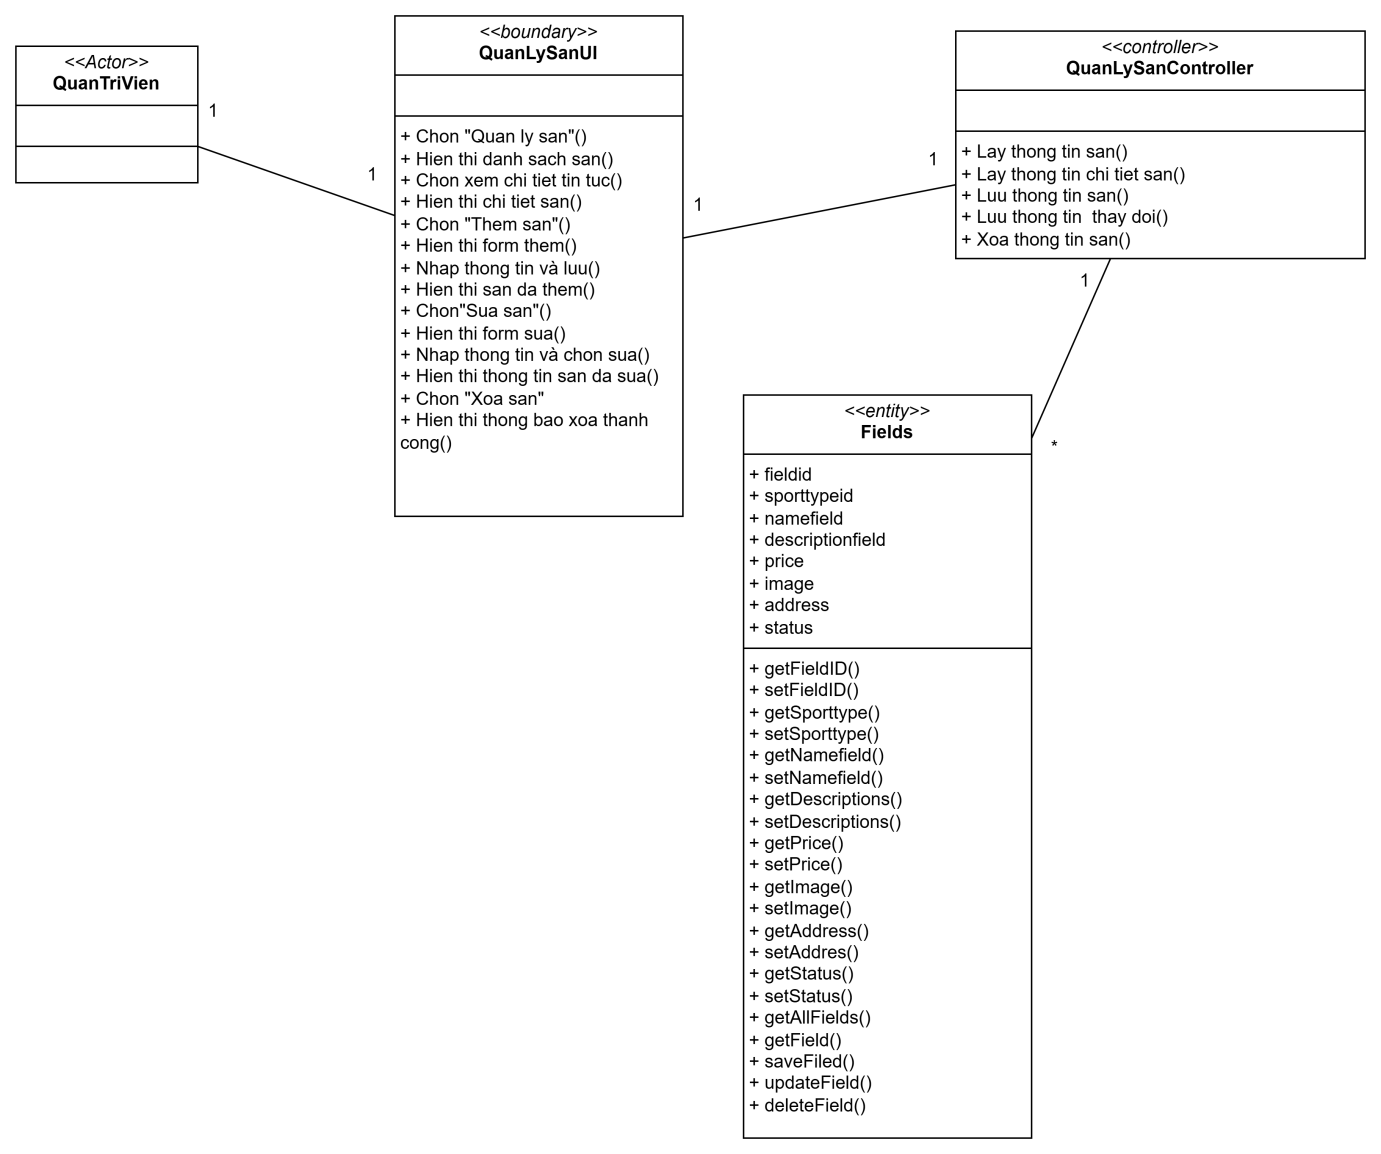 <<Actor>>
QuanTriVien
1
1
<<boundary>>
QuanLySanUI
+ Chon "Quan ly san"()
+ Hien thi danh sach san()
+ Chon xem chi tiet tin tuc()
+ Hien thi chi tiet san()
+ Chon "Them san"()
+ Hien thi form them()
+ Nhap thong tin và luu()
+ Hien thi san da them()
+ Chon"Sua san"()
+ Hien thi form sua()
+ Nhap thong tin và chon sua()
+ Hien thi thong tin san da sua()
+ Chon "Xoa san"
+ Hien thi thong bao xoa thanh
cong()
1
1
<<controller>>
QuanLySanController
+ Lay thong tin san()
+ Lay thong tin chi tiet san()
+ Luu thong tin san()
+ Luu thong tin  thay doi()
+ Xoa thong tin san()
1
*
<<entity>>
Fields
+ fieldid
+ sporttypeid
+ namefield
+ descriptionfield
+ price
+ image
+ address
+ status
+ getFieldID()
+ setFieldID()
+ getSporttype()
+ setSporttype()
+ getNamefield()
+ setNamefield()
+ getDescriptions()
+ setDescriptions()
+ getPrice()
+ setPrice()
+ getImage()
+ setImage()
+ getAddress()
+ setAddres()
+ getStatus()
+ setStatus()
+ getAllFields()
+ getField()
+ saveFiled()
+ updateField()
+ deleteField()